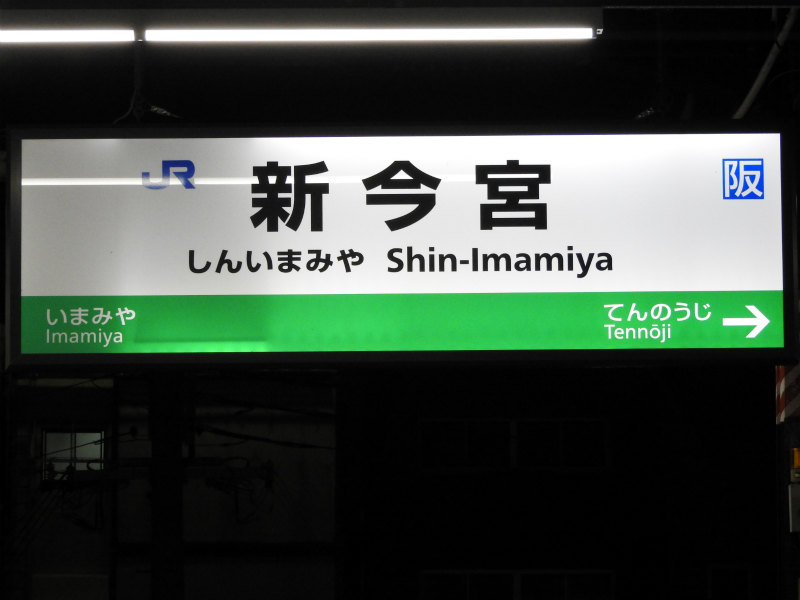 JR 新今宮 阪
しんいまみや Shin-Imamiya
いまみや てんのうじ →
Imamiya Tennōji